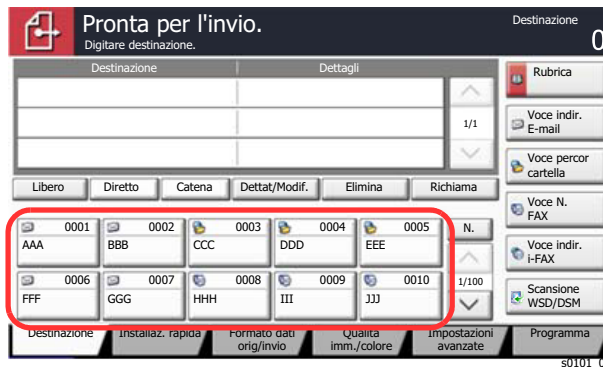 Pronta per l'invio.
Digitare destinazione.
Destinazione
0
Destinazione
Dettagli
1/1
Rubrica
Voce indir.
E-mail
Voce percor
cartella
Voce N.
FAX
Voce indir.
i-FAX
Scansione
WSD/DSM
Libero
Diretto
Catena
Dettat/Modif.
Elimina
Richiama
0001
AAA
0002
BBB
0003
CCC
0004
DDD
0005
EEE
N.
0006
FFF
0007
GGG
0008
HHH
0009
III
0010
JJJ
1/100
Destinazione
Installaz. rapida
Formato dati
orig/invio
Qualità
imm./colore
Impostazioni
avanzate
Programma
s0101_0